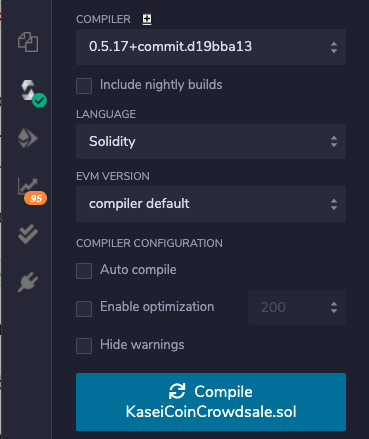 COMPILER
0.5.17+commit.d19bba13
Include nightly builds
LANGUAGE
Solidity
EVM VERSION
compiler default
95
COMPILER CONFIGURATION
Auto compile
Enable optimization
200
Hide warnings
Compile
KaseiCoinCrowdsale.sol